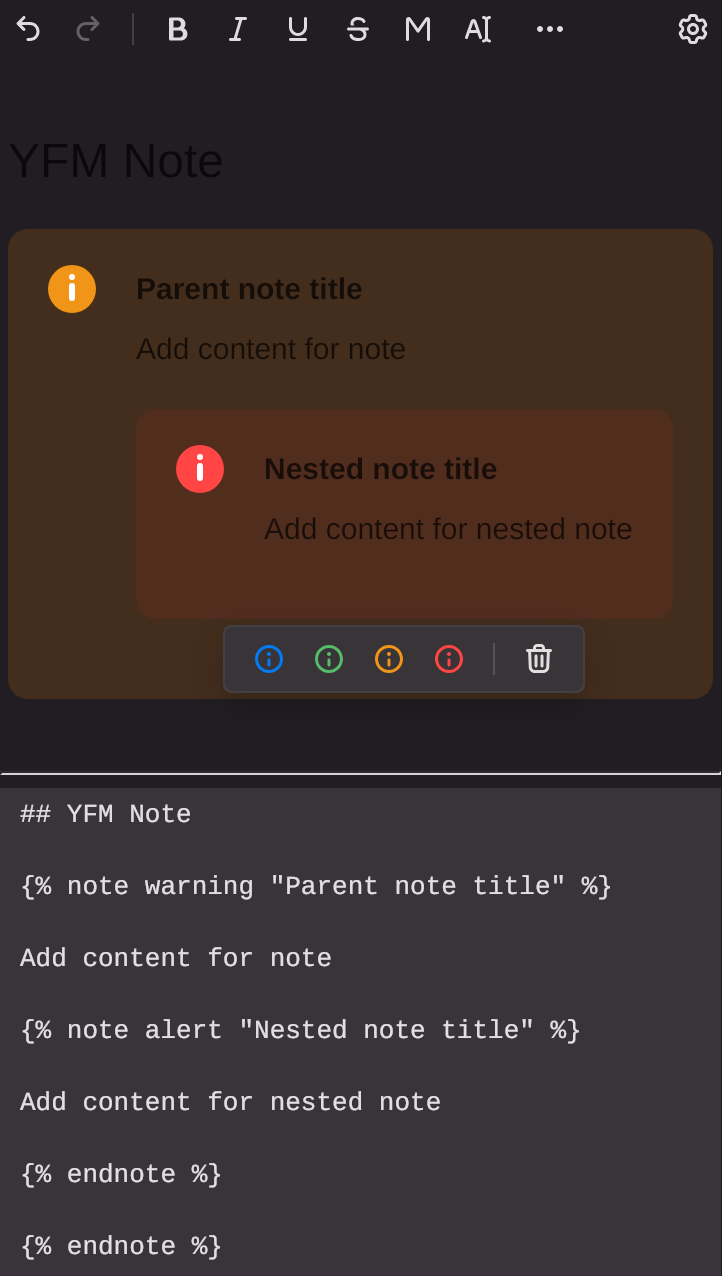 B I U S M A
YFM Note
Parent note title
Add content for note
Nested note title
Add content for nested note
## YFM Note
{% note warning "Parent note title" %}
Add content for note
{% note alert "Nested note title" %}
Add content for nested note
{% endnote %}
{% endnote %}